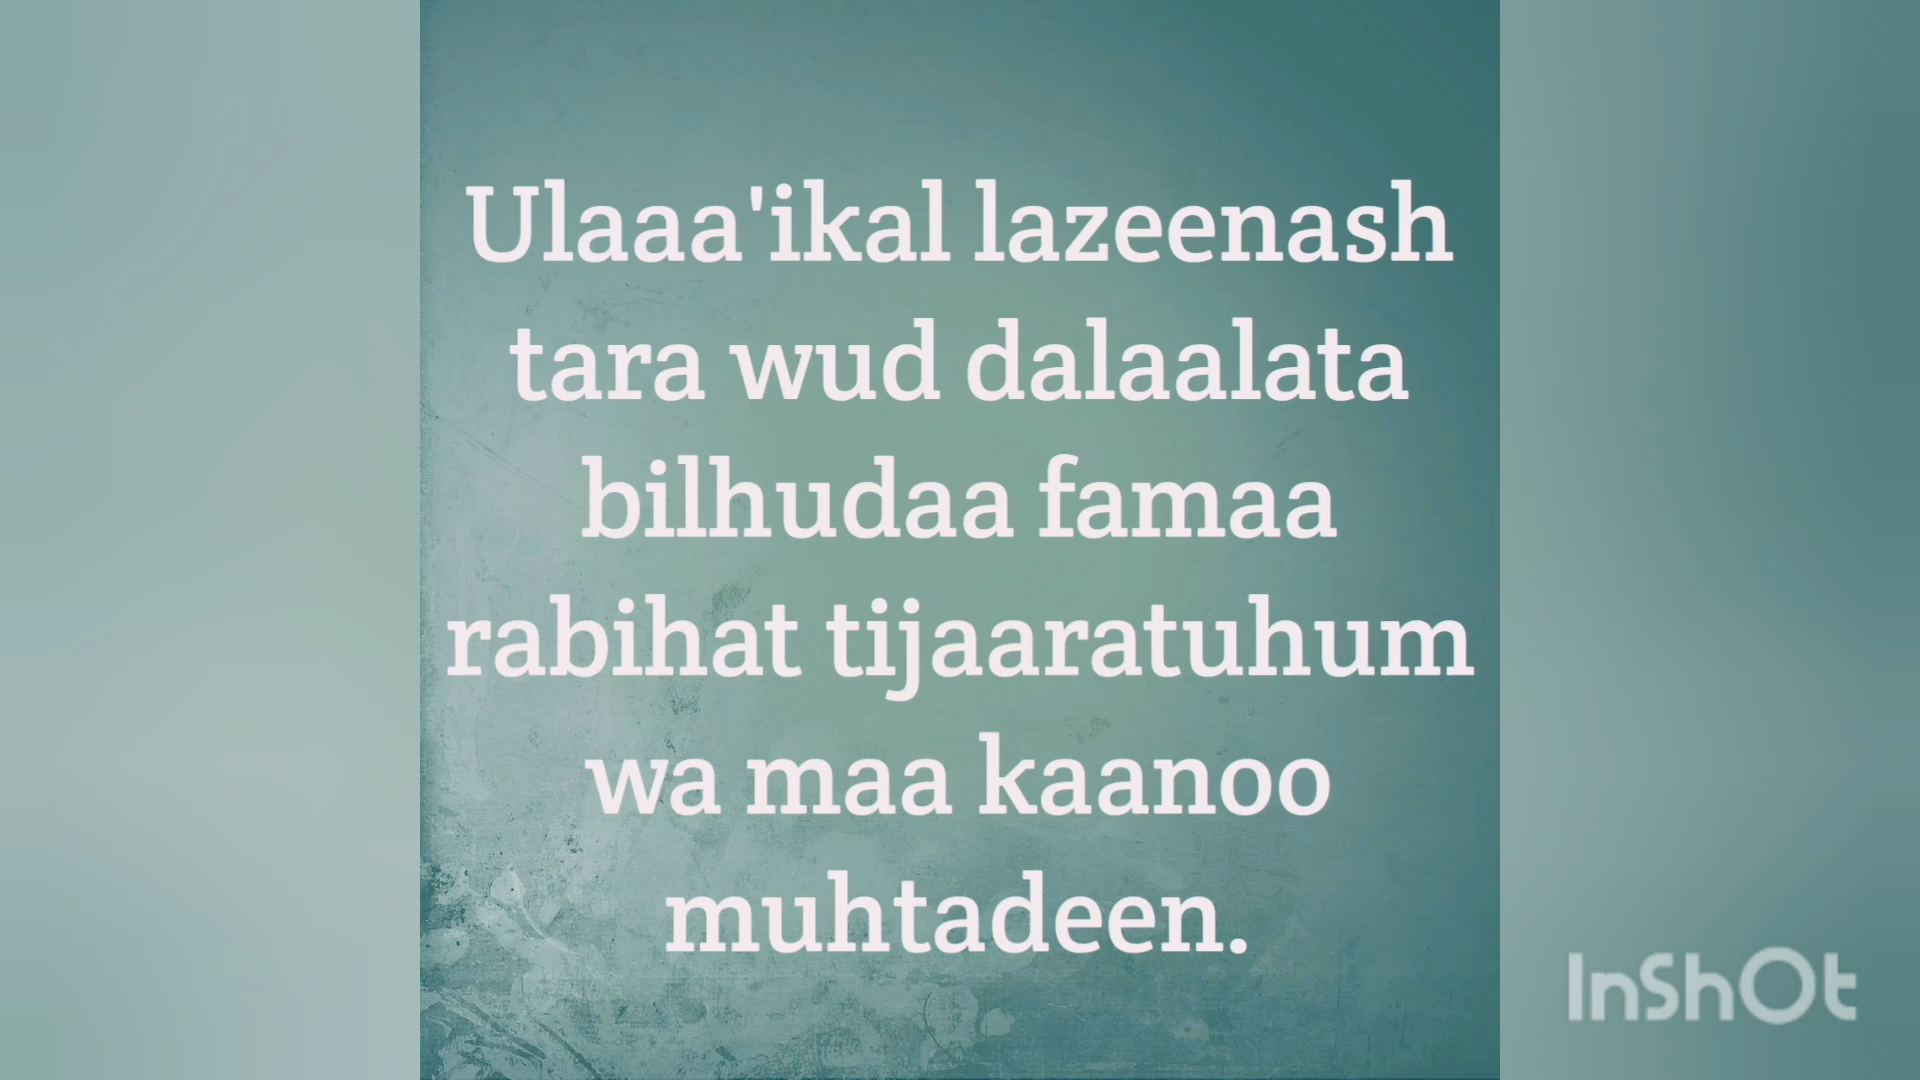 Ulaaa'ikal lazeenash
tara wud dalaalata
bilhudaa famaa
rabihat tijaaratuhum
wa maa kaanoo
muhtadeen.
InShOt